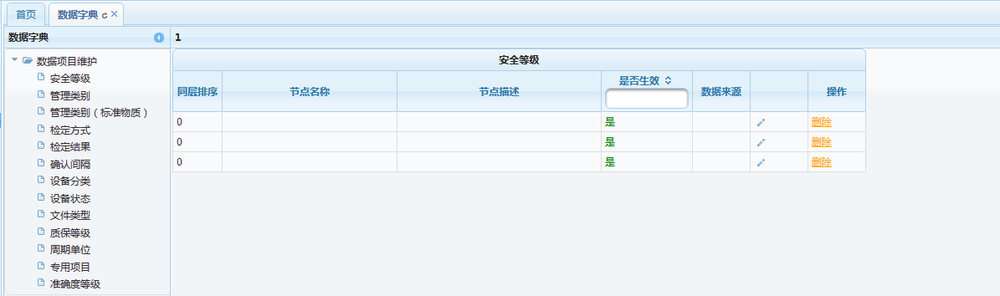 首页 数据字典
数据字典 1
数据项目维护
安全等级
管理类别
管理类别（标准物质）
检定方式
检定结果
确认间隔
设备分类
设备状态
文件类型
质保等级
周期单位
专用项目
准确度等级
安全等级
同层排序 节点名称 节点描述 是否生效 数据来源 操作
0 是 删除
0 是 删除
0 是 删除